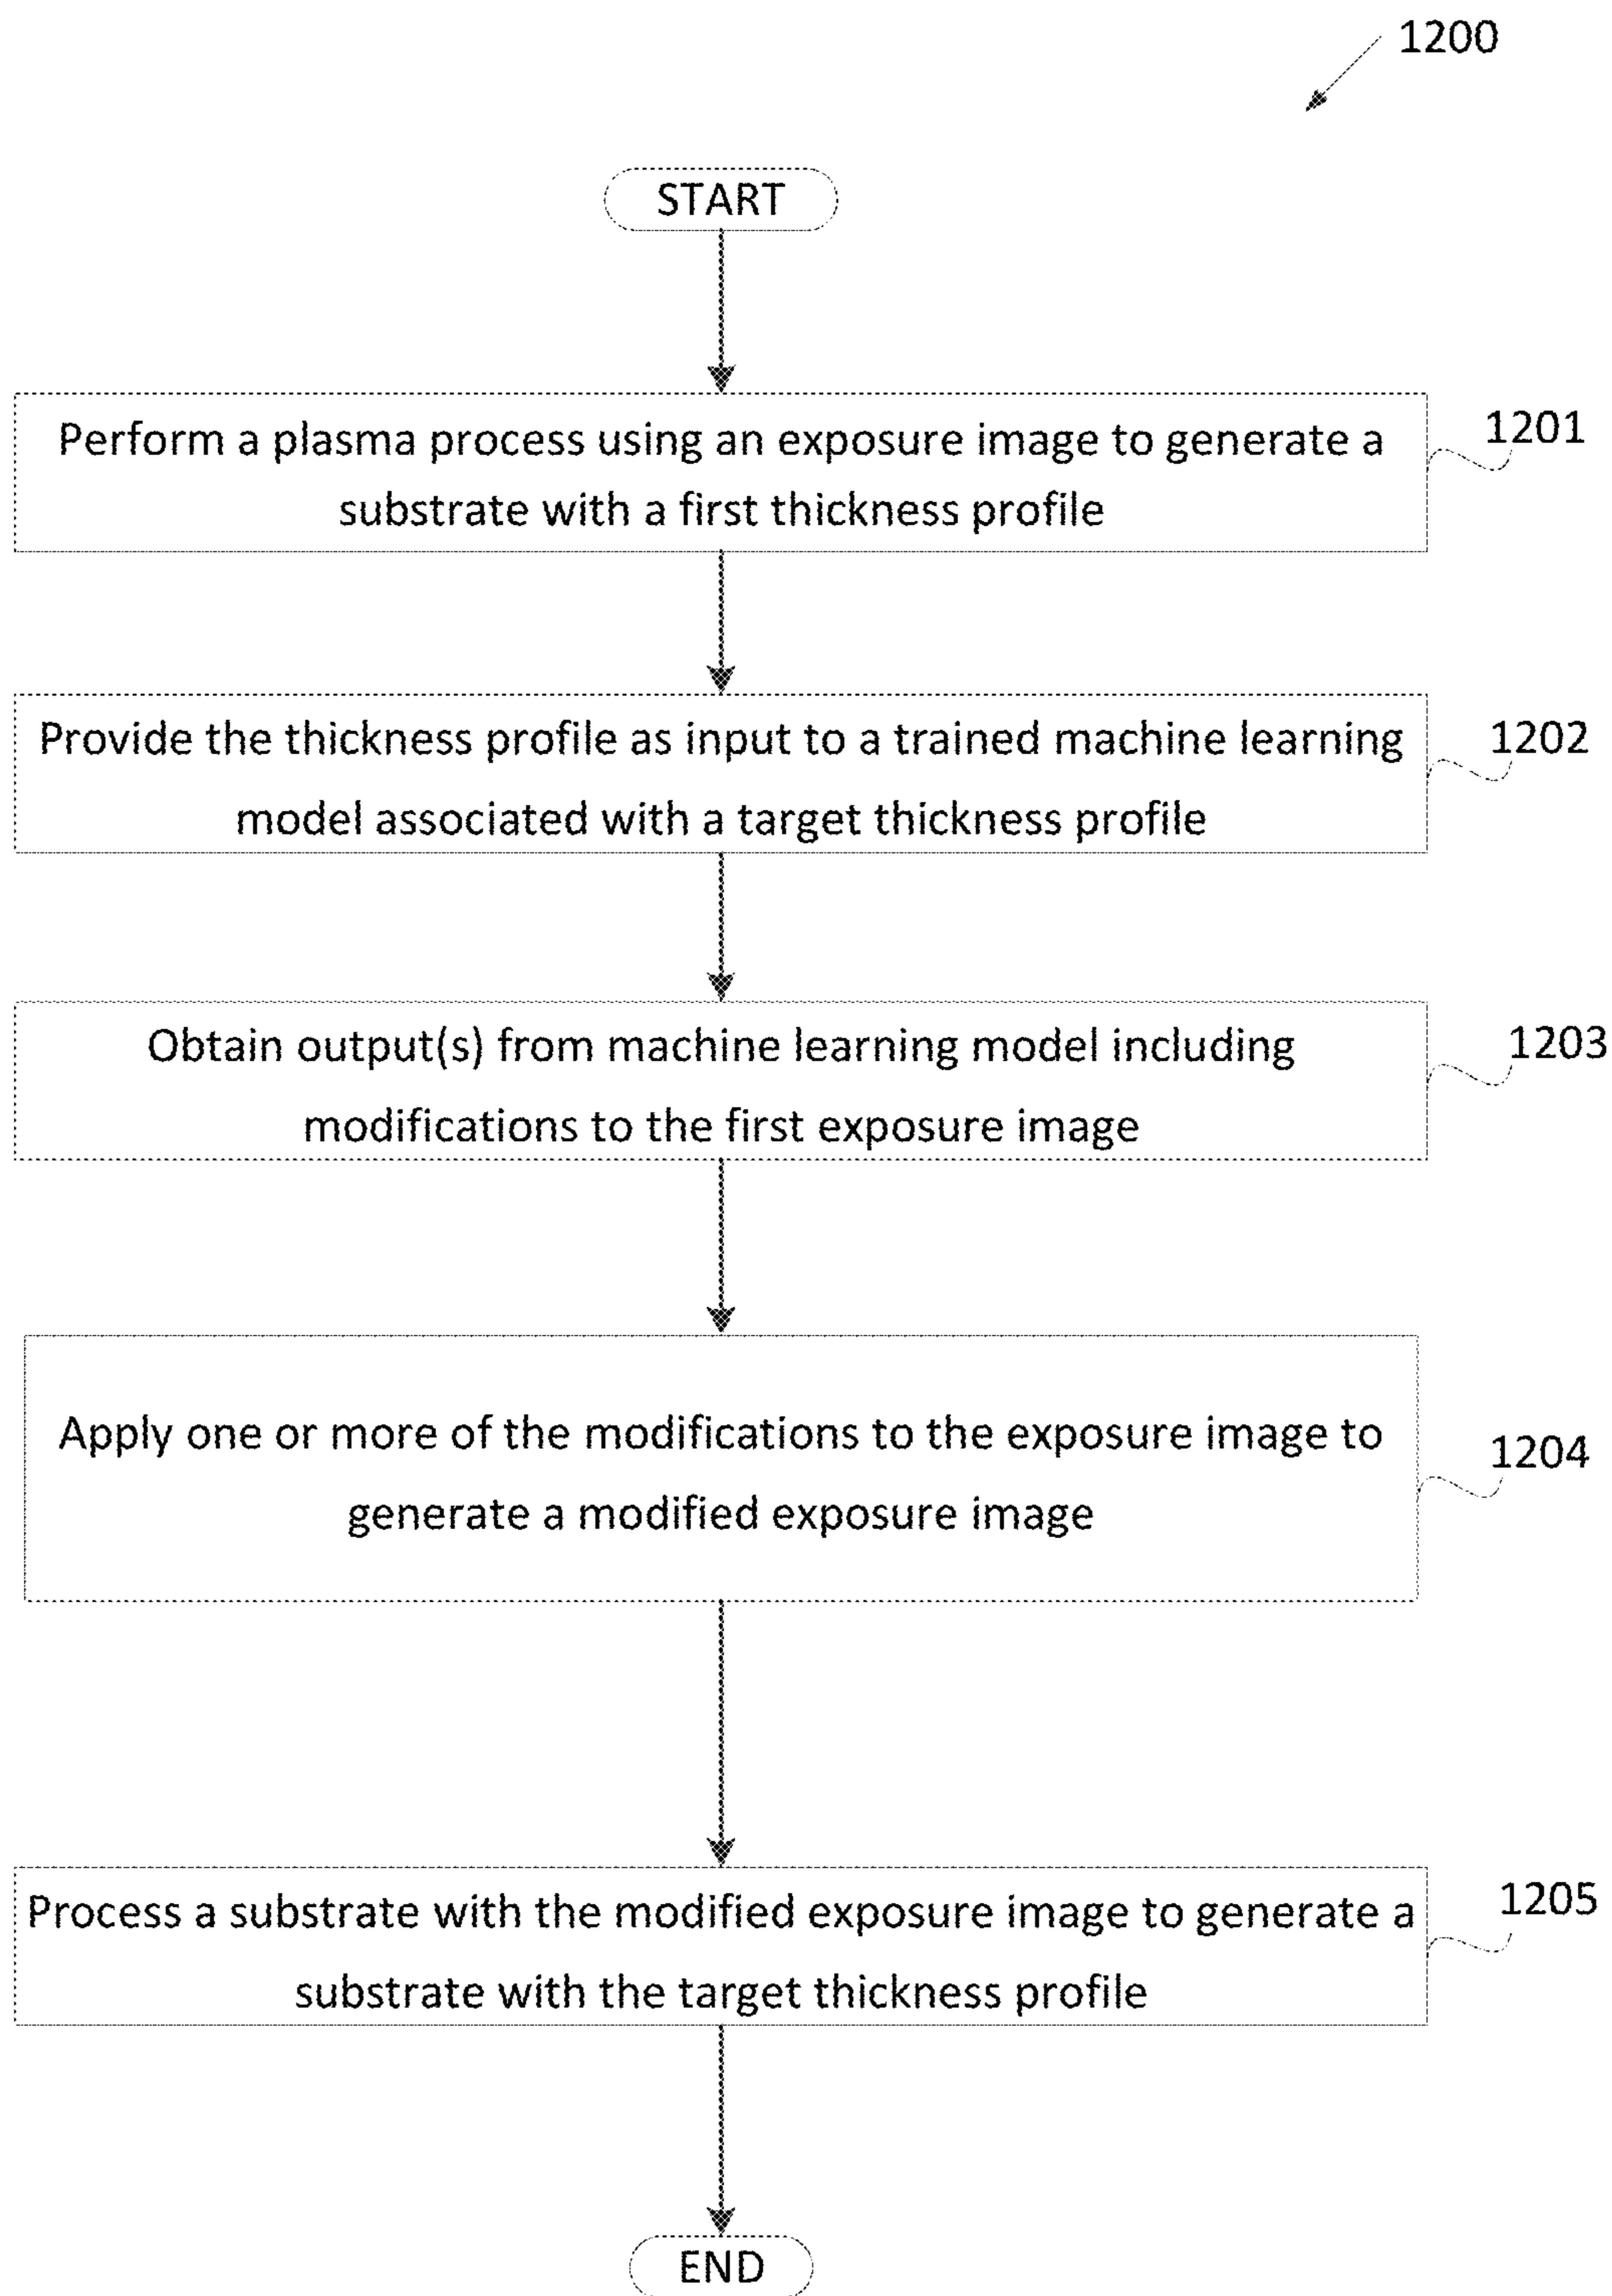 1200
START
Perform a plasma process using an exposure image to generate a
substrate with a first thickness profile
1201
Provide the thickness profile as input to a trained machine learning
model associated with a target thickness profile
1202
Obtain output(s) from machine learning model including
modifications to the first exposure image
1203
Apply one or more of the modifications to the exposure image to
generate a modified exposure image
1204
Process a substrate with the modified exposure image to generate a
substrate with the target thickness profile
1205
END